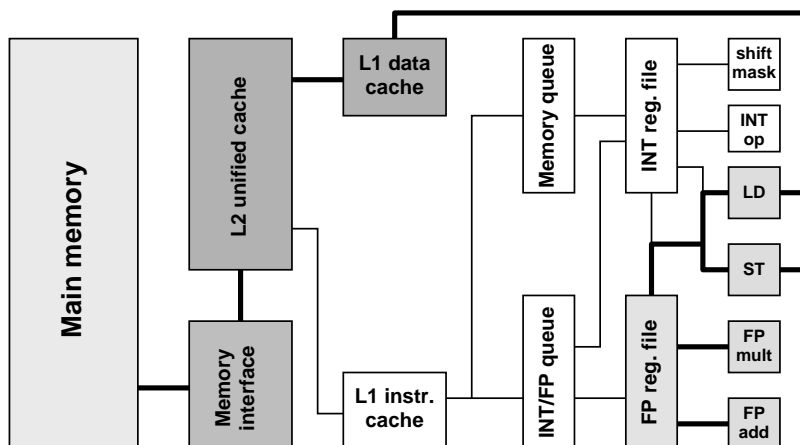 Main memory
L2 unified cache
Memory
interface
L1 data
cache
L1 instr.
cache
Memory queue
INT/FP queue
INT reg. file
FP reg. file
shift
mask
INT
op
LD
ST
FP
mult
FP
add